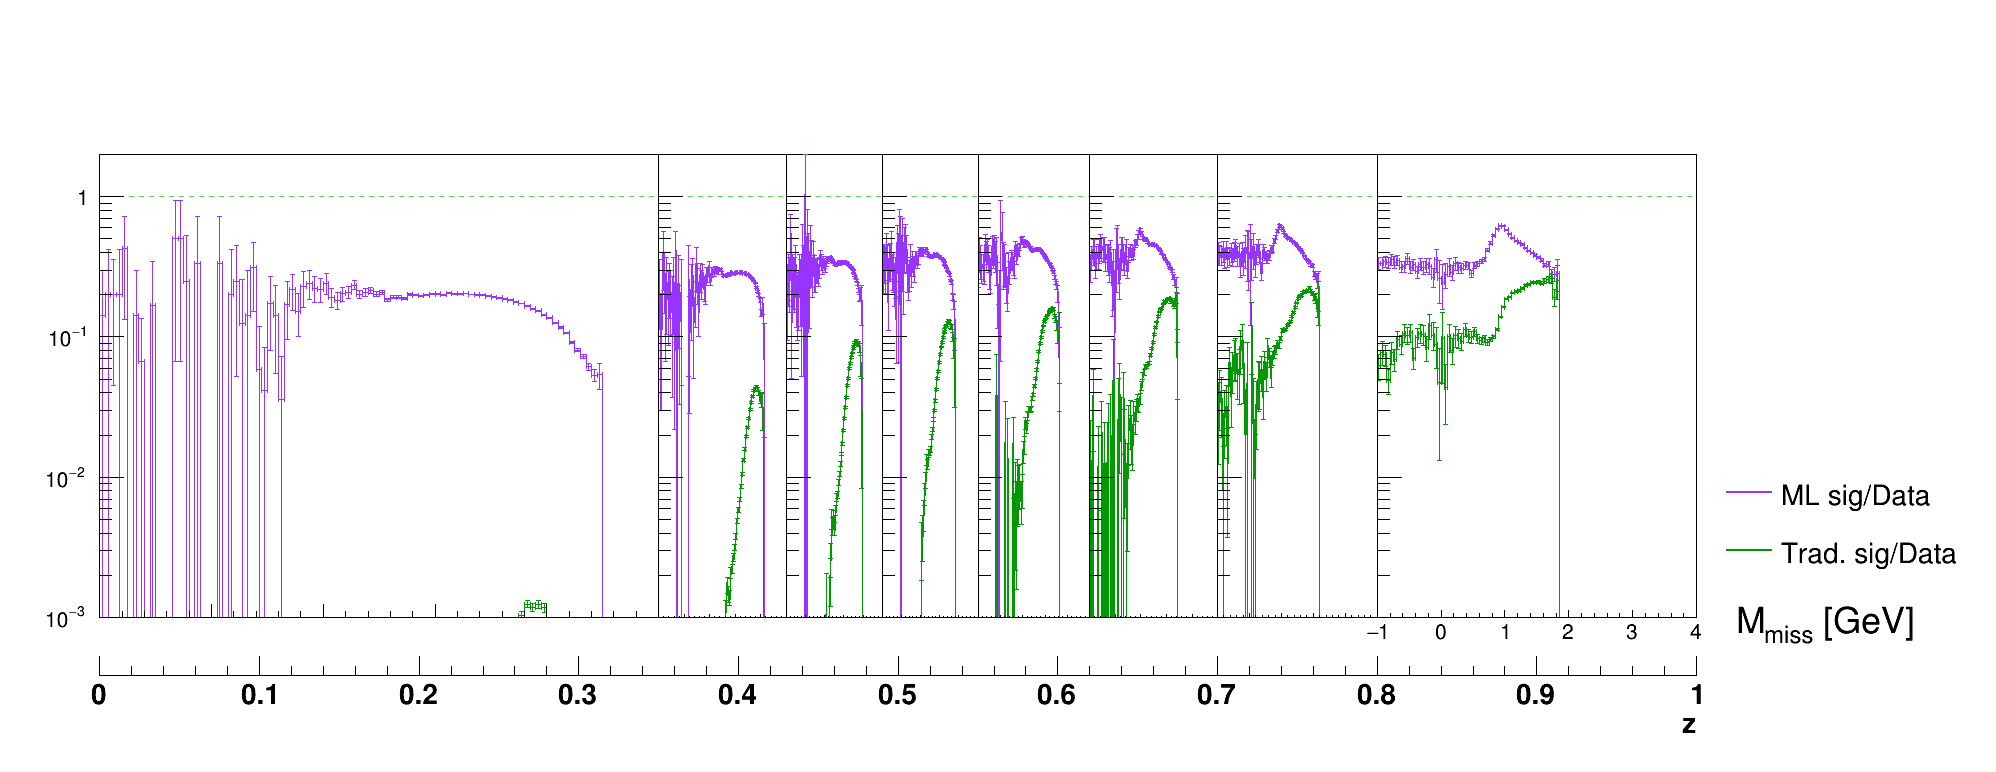 1
10⁻¹
10⁻²
10⁻³
ML sig/Data
Trad. sig/Data
−1 0 1 2 3 4
M_miss [GeV]
0 0.1 0.2 0.3 0.4 0.5 0.6 0.7 0.8 0.9 1
z